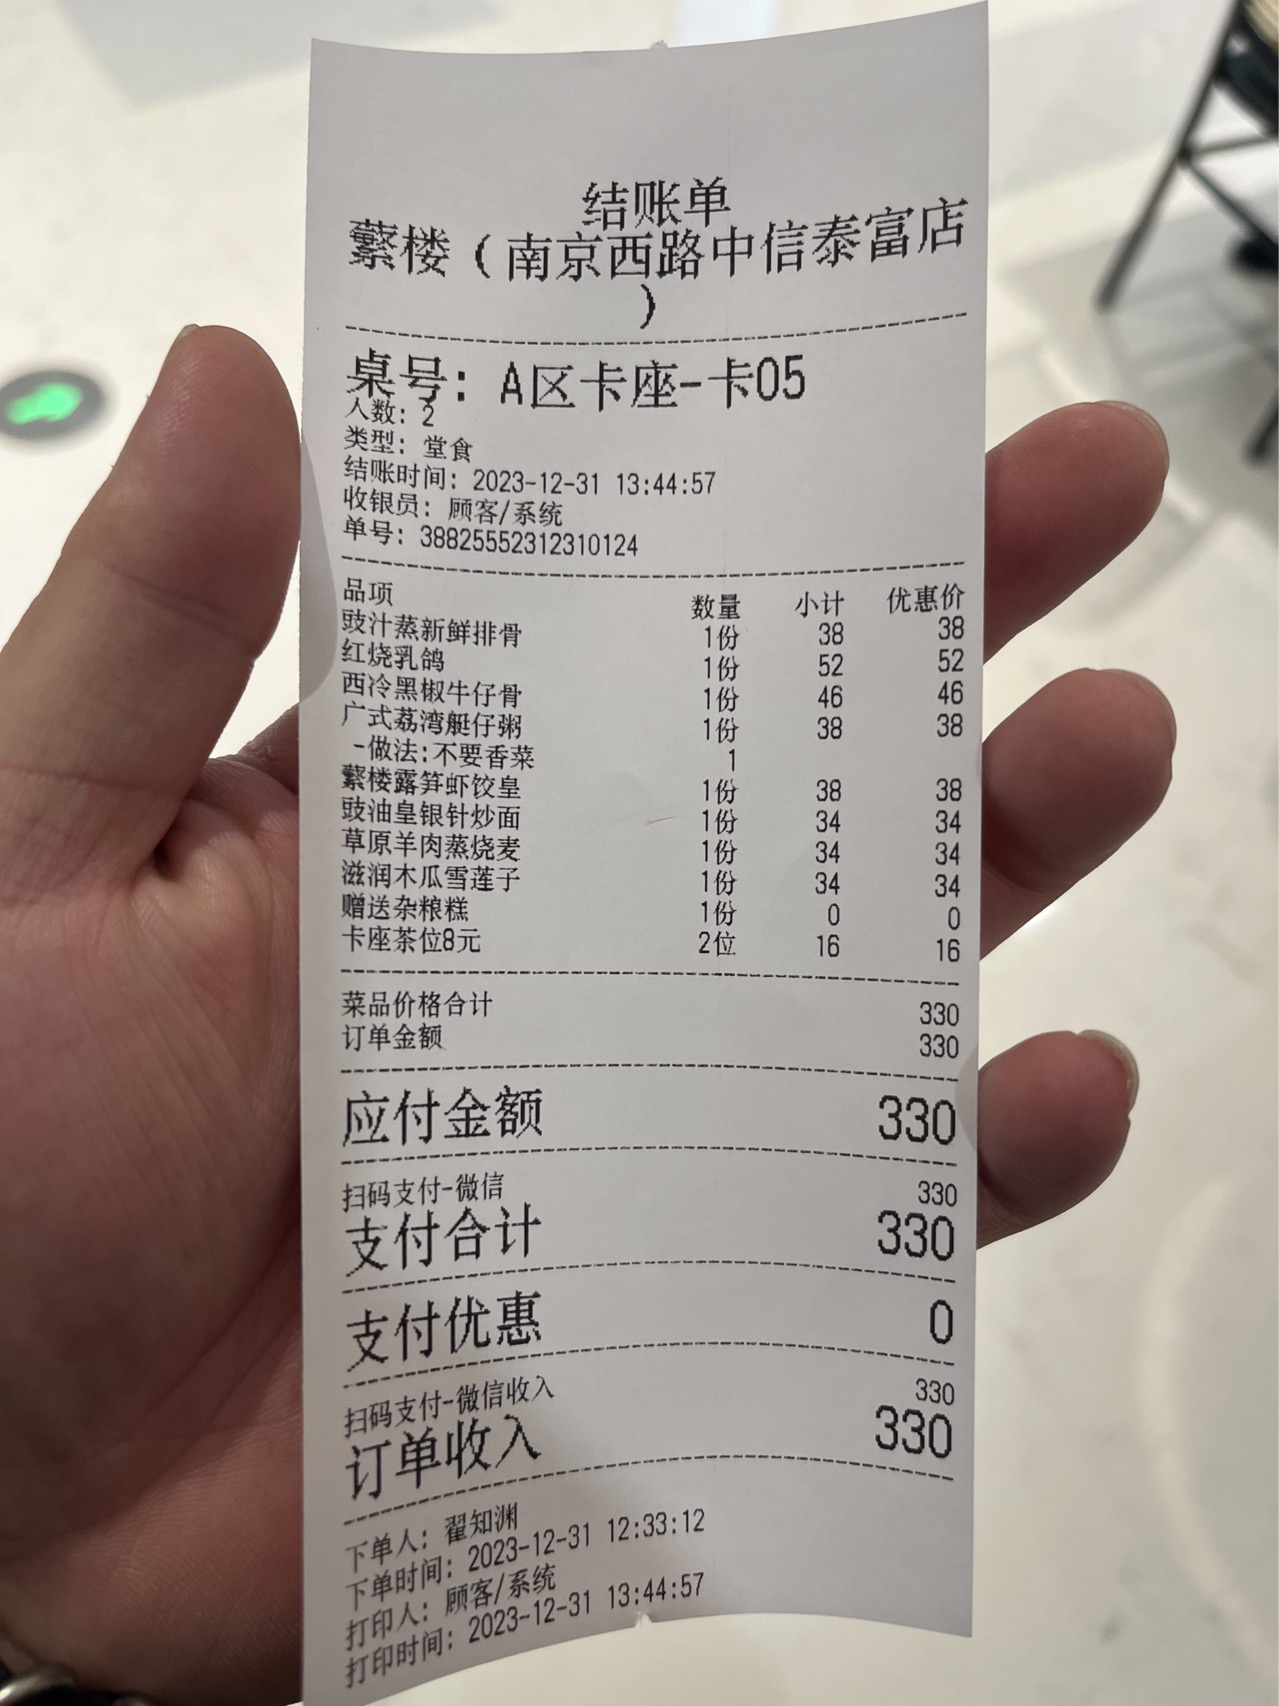 结账单
蘩楼（南京西路中信泰富店
）
桌号：A区卡座-卡05
人数：2
类型：堂食
结账时间：2023-12-31 13:44:57
收银员：顾客/系统
单号：38825552312310124
品项 数量 小计 优惠价
豉汁蒸新鲜排骨 1份 38 38
红烧乳鸽 1份 52 52
西冷黑椒牛仔骨 1份 46 46
广式荔湾艇仔粥 1份 38 38
-做法:不要香菜 1
蘩楼露笋虾饺皇 1份 38 38
豉油皇银针炒面 1份 34 34
草原羊肉蒸烧麦 1份 34 34
滋润木瓜雪莲子 1份 34 34
赠送杂粮糕 1份 0 0
卡座茶位8元 2位 16 16
菜品价格合计 330
订单金额 330
应付金额 330
扫码支付-微信 330
支付合计 330
支付优惠 0
扫码支付-微信收入 330
订单收入 330
下单人：翟知渊
下单时间：2023-12-31 12:33:12
打印人：顾客/系统
打印时间：2023-12-31 13:44:57